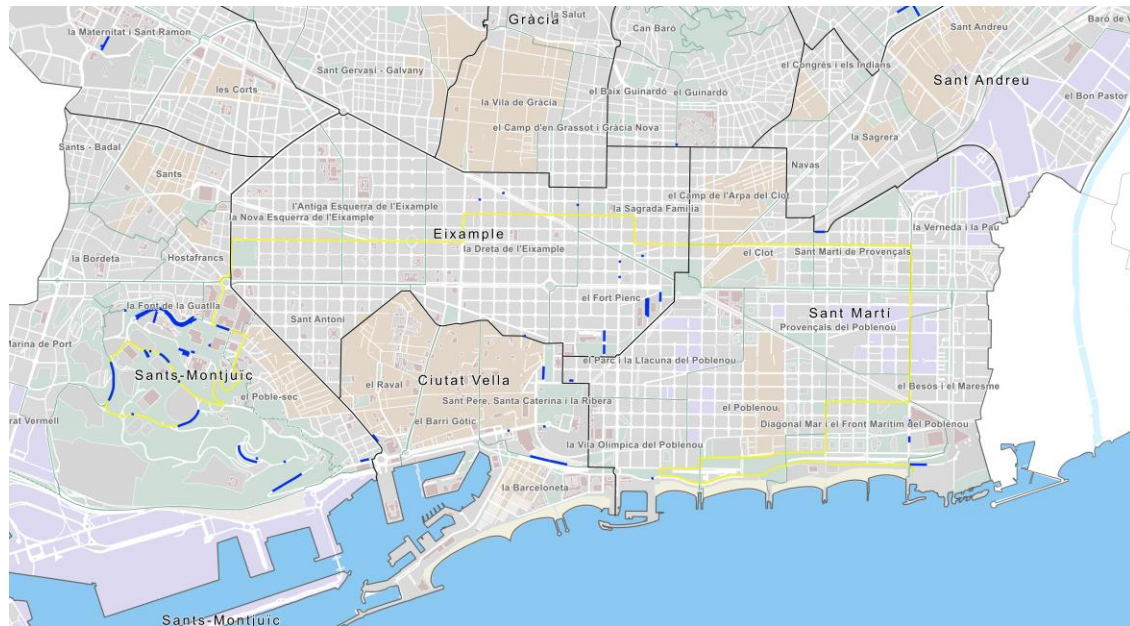 Gràcia
la Salut
la Maternitat i Sant Ramon
Can Baró
Sant Andreu
Baró de V
Sant Gervasi - Galvany
el Congrés i els Indians
Sant Andreu
les Corts
el Baix Guinardó
el Guinardó
el Bon Pastor
la Vila de Gràcia
el Camp d'en Grassot i Gràcia Nova
la Sagrera
Sants - Badal
Navas
Sants
el Camp de l'Arpa del Clot
l'Antiga Esquerra de l'Eixample
la Sagrada Família
la Nova Esquerra de l'Eixample
la Verneda i la Pau
Eixample
la Dreta de l'Eixample
el Clot
Sant Martí de Provençals
la Bordeta
Hostafrancs
el Fort Pienc
la Font de la Guatlla
Sant Martí
Sant Antoni
Provençals del Poblenou
Marina de Port
el Parc i la Llacuna del Poblenou
Sants-Montjuïc
el Raval
Ciutat Vella
el Besòs i el Maresme
el Poble-sec
Sant Pere, Santa Caterina i la Ribera
el Poblenou
rat Vermell
el Barri Gòtic
Diagonal Mar i el Front Marítim del Poblenou
la Vila Olímpica del Poblenou
la Barceloneta
Sants-Montjuïc